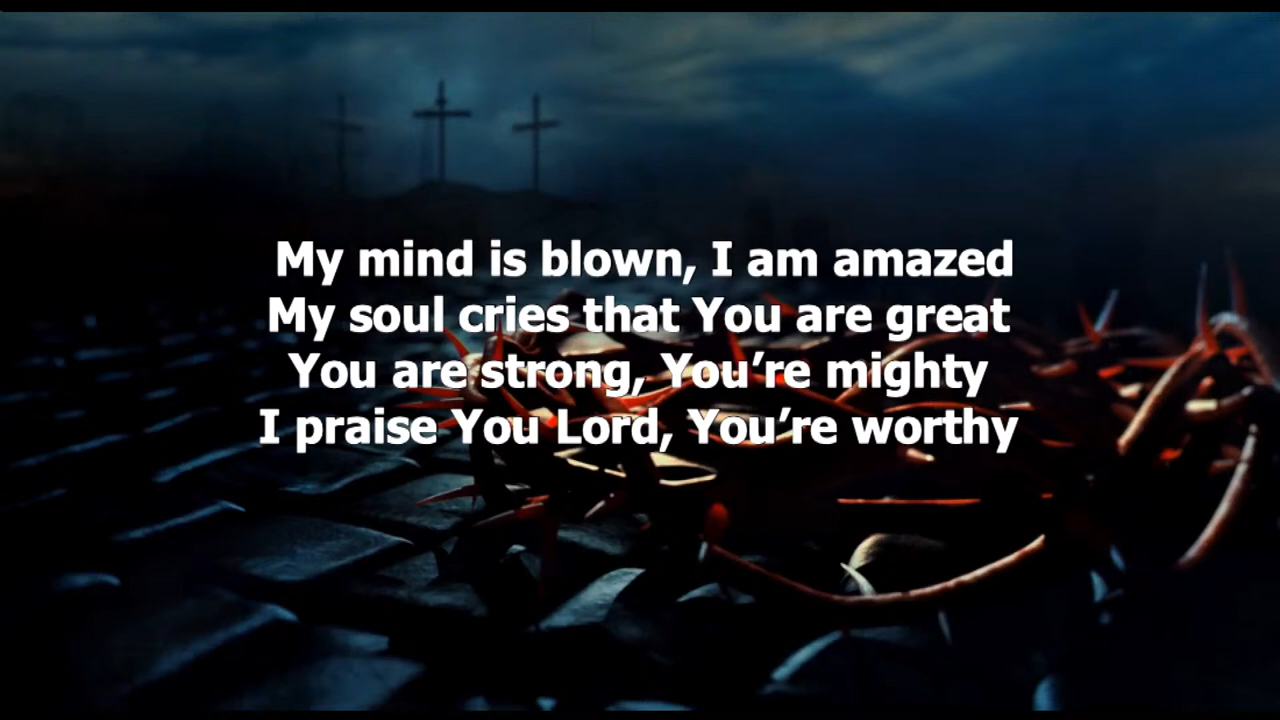 My mind is blown, I am amazed
My soul cries that You are great
You are strong, You’re mighty
I praise You Lord, You’re worthy